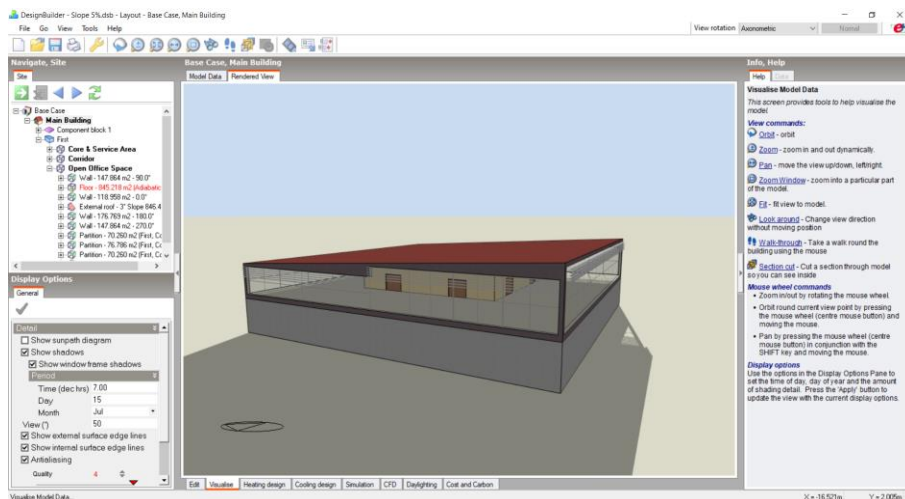 DesignBuilder - Slope 5%.dsb - Layout - Base Case, Main Building
File Go View Tools Help
View rotation Axonometric Normal
Navigate, Site
Site
Base Case
Main Building
Component block 1
First
Core & Service Area
Corridor
Open Office Space
Wall - 147.864 m2 - 90.0°
Floor - 845.218 m2 (Adiabatic
Wall - 118.958 m2 - 0.0°
External roof - 3° Slope 846.4
Wall - 176.769 m2 - 180.0°
Wall - 147.864 m2 - 270.0°
Partition - 70.260 m2 (First, Co
Partition - 76.786 m2 (First, Co
Partition - 70.260 m2 (First, Co
Display Options
General
Detail
Show sunpath diagram
Show shadows
Show window frame shadows
Period
Time (dec hrs) 7.00
Day 15
Month Jul
View (°) 50
Show external surface edge lines
Show internal surface edge lines
Antialiasing
Quality 4
Base Case, Main Building
Model Data Rendered View
Edit Visualise Heating design Cooling design Simulation CFD Daylighting Cost and Carbon
Info, Help
Help Data
Visualise Model Data
This screen provides tools to help visualise the
model.
View commands:
Orbit - orbit
Zoom - zoom in and out dynamically.
Pan - move the view up/down, left/right.
Zoom Window - zoom into a particular part
of the model.
Fit - fit view to model.
Look around - Change view direction
without moving position
Walk-through - Take a walk round the
building using the mouse
Section cut - Cut a section through model
so you can see inside
Mouse wheel commands
• Zoom in/out by rotating the mouse wheel.
• Orbit round current view point by pressing
the mouse wheel (centre mouse button) and
moving the mouse.
• Pan by pressing the mouse wheel (centre
mouse button) in conjunction with the
SHIFT key and moving the mouse.
Display options
Use the options in the Display Options Pane to
set the time of day, day of year and the amount
of shading detail. Press the 'Apply' button to
update the view with the current display options.
Visualise Model Data
X = -16.521m Y = 2.005m